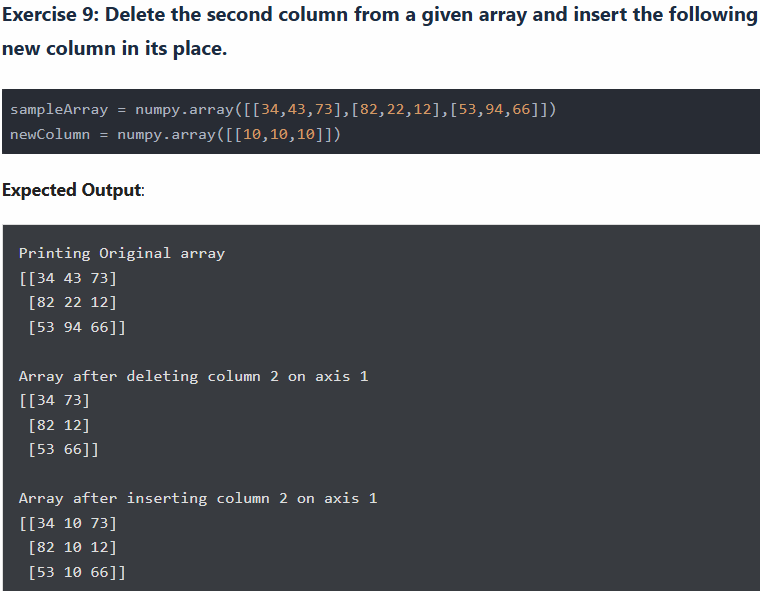 Exercise 9: Delete the second column from a given array and insert the following
new column in its place.
sampleArray = numpy.array([[34,43,73],[82,22,12],[53,94,66]])
newColumn = numpy.array([[10,10,10]])
Expected Output:
Printing Original array
[[34 43 73]
 [82 22 12]
 [53 94 66]]
Array after deleting column 2 on axis 1
[[34 73]
 [82 12]
 [53 66]]
Array after inserting column 2 on axis 1
[[34 10 73]
 [82 10 12]
 [53 10 66]]